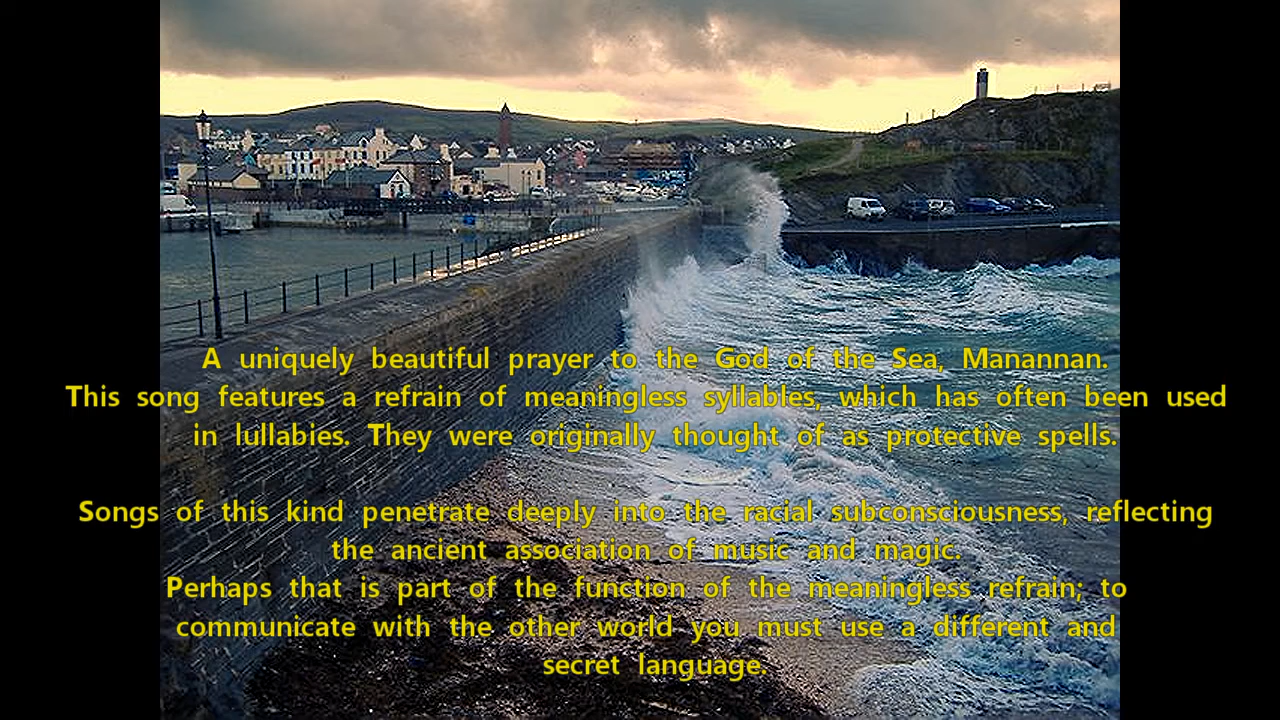 A uniquely beautiful prayer to the God of the Sea, Manannan.
This song features a refrain of meaningless syllables, which has often been used
in lullabies. They were originally thought of as protective spells.
Songs of this kind penetrate deeply into the racial subconsciousness, reflecting
the ancient association of music and magic.
Perhaps that is part of the function of the meaningless refrain; to
communicate with the other world you must use a different and
secret language.